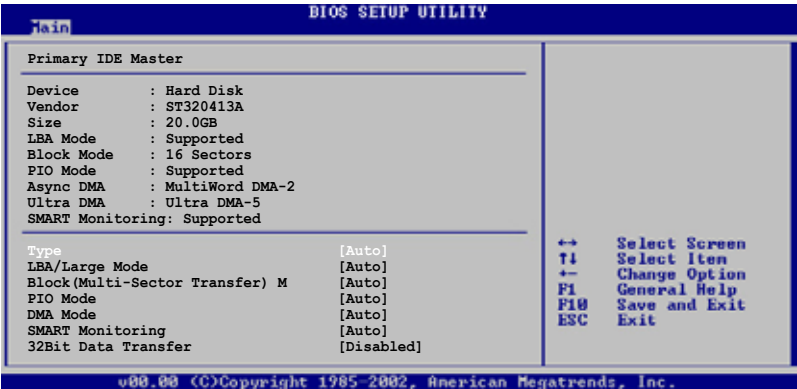 BIOS SETUP UTILITY
Main
Primary IDE Master
Device : Hard Disk
Vendor : ST320413A
Size : 20.0GB
LBA Mode : Supported
Block Mode : 16 Sectors
PIO Mode : Supported
Async DMA : MultiWord DMA-2
Ultra DMA : Ultra DMA-5
SMART Monitoring: Supported
Type [Auto]
LBA/Large Mode [Auto]
Block(Multi-Sector Transfer) M [Auto]
PIO Mode [Auto]
DMA Mode [Auto]
SMART Monitoring [Auto]
32Bit Data Transfer [Disabled]
↔ Select Screen
↑↓ Select Item
+- Change Option
F1 General Help
F10 Save and Exit
ESC Exit
v00.00 (C)Copyright 1985-2002, American Megatrends, Inc.